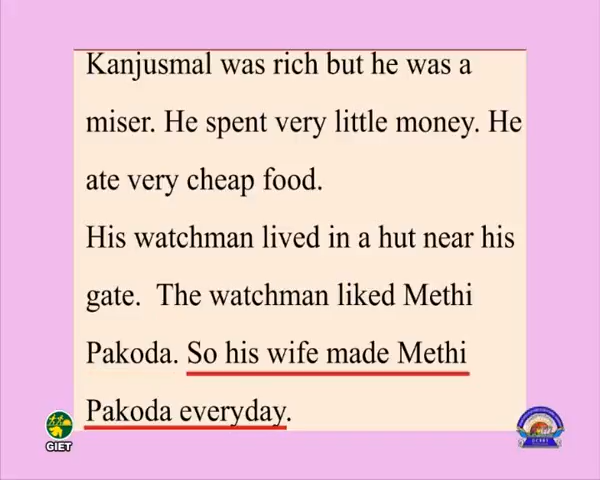 Kanjusmal was rich but he was a
miser. He spent very little money. He
ate very cheap food.
His watchman lived in a hut near his
gate. The watchman liked Methi
Pakoda. So his wife made Methi
Pakoda everyday.
GIET